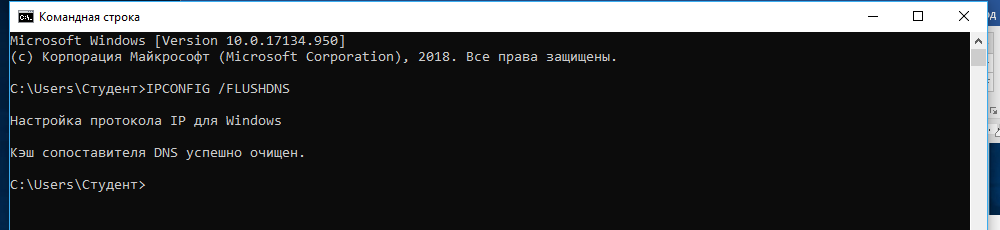 Командная строка
Microsoft Windows [Version 10.0.17134.950]
(c) Корпорация Майкрософт (Microsoft Corporation), 2018. Все права защищены.
C:\Users\Студент>IPCONFIG /FLUSHDNS
Настройка протокола IP для Windows
Кэш сопоставителя DNS успешно очищен.
C:\Users\Студент>